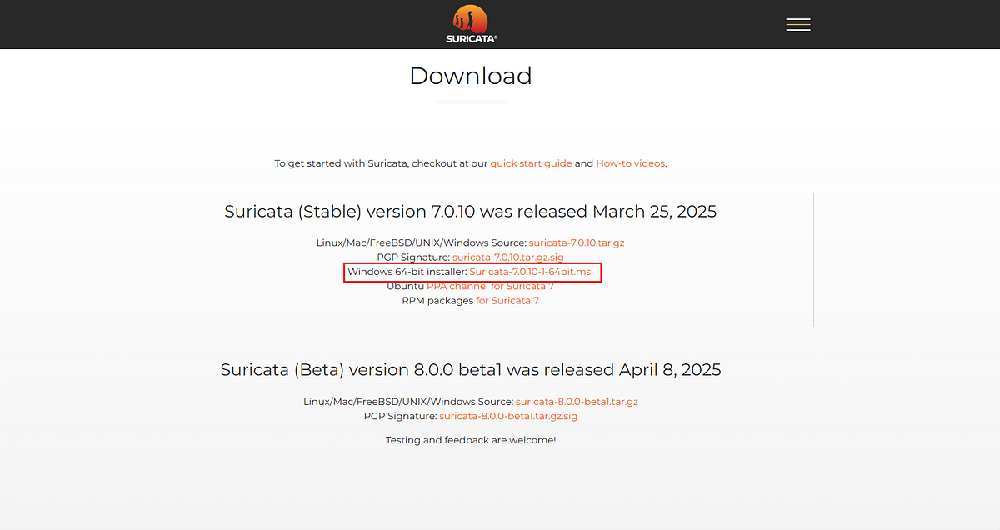 SURICATA®
Download
To get started with Suricata, checkout at our quick start guide and How-to videos.
Suricata (Stable) version 7.0.10 was released March 25, 2025
Linux/Mac/FreeBSD/UNIX/Windows Source: suricata-7.0.10.tar.gz
PGP Signature: suricata-7.0.10.tar.gz.sig
Windows 64-bit installer: Suricata-7.0.10-1-64bit.msi
Ubuntu PPA channel for Suricata 7
RPM packages for Suricata 7
Suricata (Beta) version 8.0.0 beta1 was released April 8, 2025
Linux/Mac/FreeBSD/UNIX/Windows Source: suricata-8.0.0-beta1.tar.gz
PGP Signature: suricata-8.0.0-beta1.tar.gz.sig
Testing and feedback are welcome!